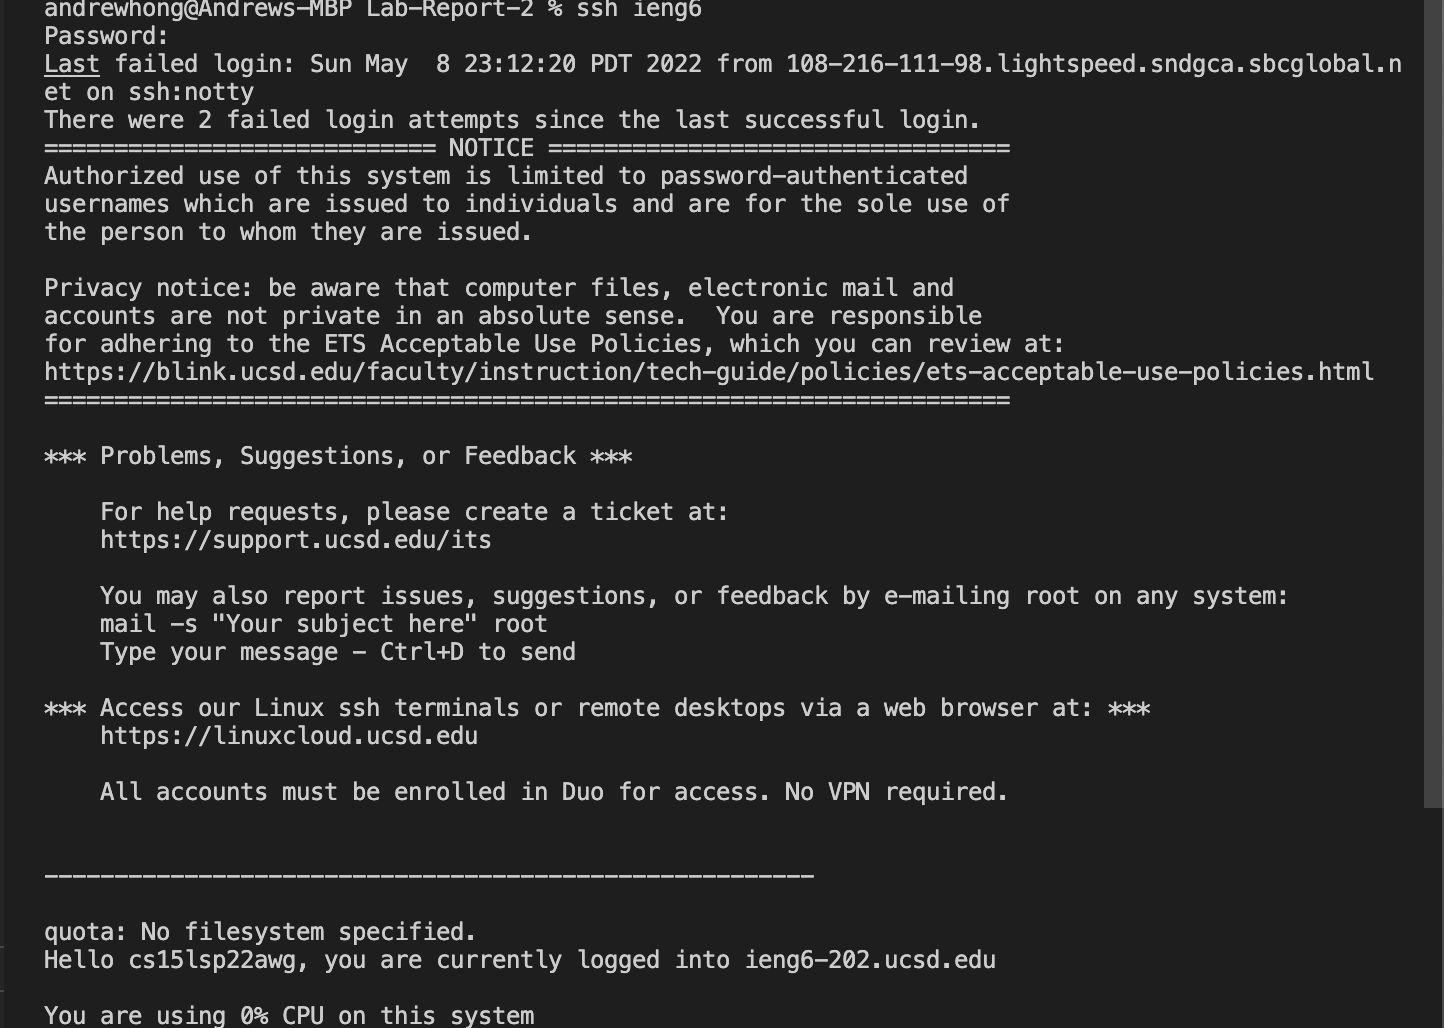 andrewhong@Andrews-MBP Lab-Report-2 % ssh ieng6
Password:
Last failed login: Sun May  8 23:12:20 PDT 2022 from 108-216-111-98.lightspeed.sndgca.sbcglobal.n
et on ssh:notty
There were 2 failed login attempts since the last successful login.
============================ NOTICE =================================
Authorized use of this system is limited to password-authenticated
usernames which are issued to individuals and are for the sole use of
the person to whom they are issued.

Privacy notice: be aware that computer files, electronic mail and
accounts are not private in an absolute sense.  You are responsible
for adhering to the ETS Acceptable Use Policies, which you can review at:
https://blink.ucsd.edu/faculty/instruction/tech-guide/policies/ets-acceptable-use-policies.html
=====================================================================

*** Problems, Suggestions, or Feedback ***

    For help requests, please create a ticket at:
    https://support.ucsd.edu/its

    You may also report issues, suggestions, or feedback by e-mailing root on any system:
    mail -s "Your subject here" root
    Type your message - Ctrl+D to send

*** Access our Linux ssh terminals or remote desktops via a web browser at: ***
    https://linuxcloud.ucsd.edu

    All accounts must be enrolled in Duo for access. No VPN required.


-------------------------------------------------------

quota: No filesystem specified.
Hello cs15lsp22awg, you are currently logged into ieng6-202.ucsd.edu

You are using 0% CPU on this system